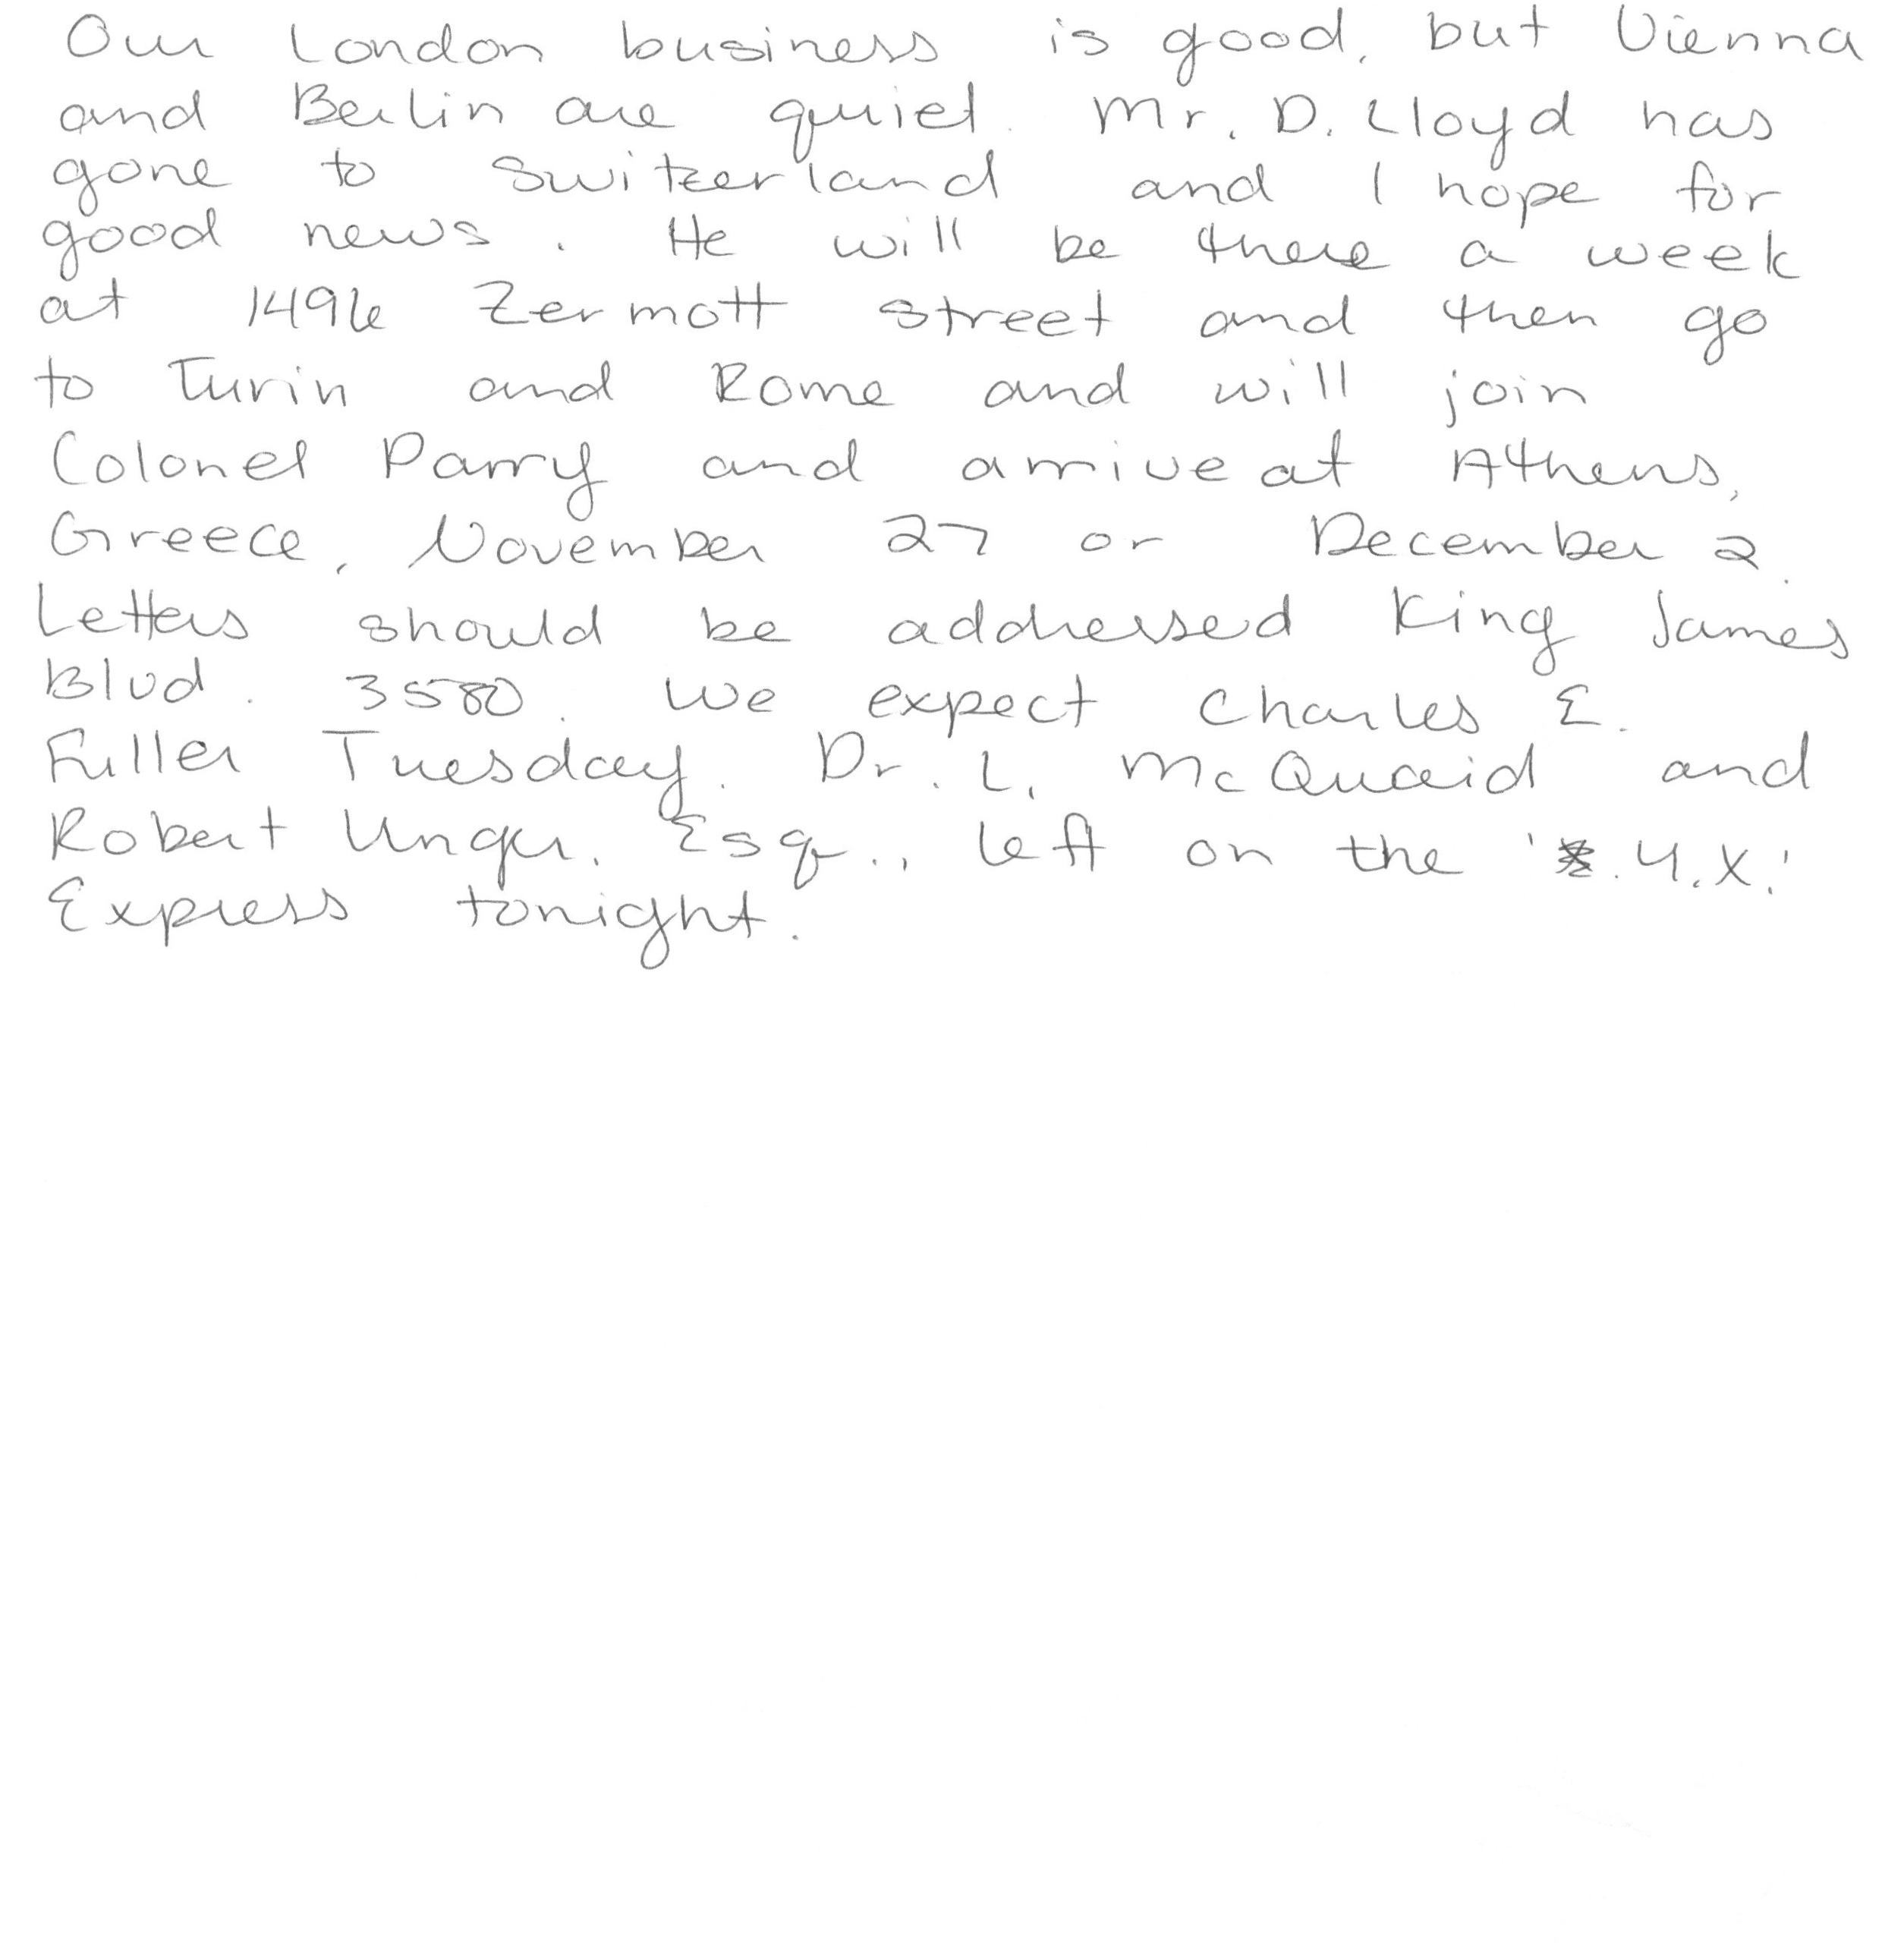 Our London business is good, but Vienna
and Berlin are quiet. Mr. D. Lloyd has
gone to Switzerland and I hope for
good news. He will be there a week
at 1496 Zermott street and then go
to Turin and Rome and will join
Colonel Parry and arrive at Athens,
Greece, November 27 or December 2.
Letters should be addressed King James
Blvd. 3580. We expect Charles E.
Fuller Tuesday. Dr. L. McQuaid and
Robert Unger, Esq., left on the 'Y.X.'
Express tonight.